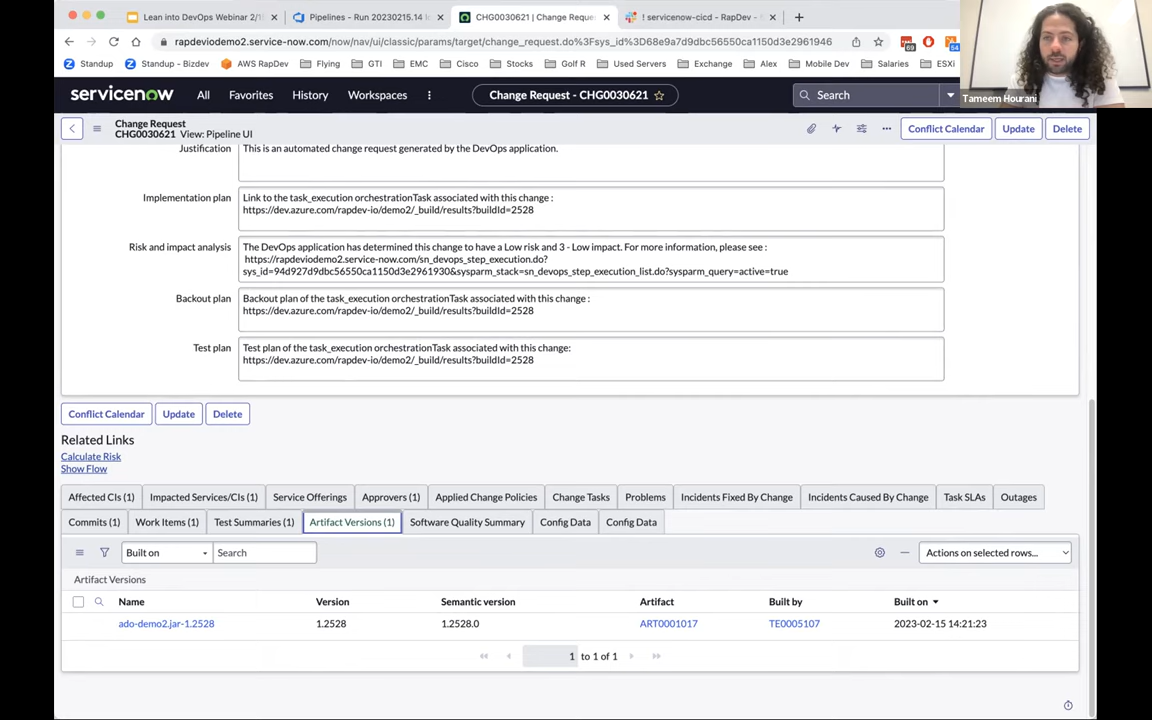 Lean into DevOps Webinar 2/1
Pipelines - Run 20230215.14
CHG0030621 | Change Reque
! servicenow-cicd - RapDev -
rapdeviodemo2.service-now.com/now/nav/ui/classic/params/target/change_request.do%3Fsys_id%3D68e9a7d9dbc56550ca1150d3e2961946
69
64
Standup
Standup - Bizdev
AWS RapDev
Flying
GTI
EMC
Cisco
Stocks
Golf R
Used Servers
Exchange
Alex
Mobile Dev
Salaries
ESXi
Tameem Hourani
servicenow
All
Favorites
History
Workspaces
Change Request - CHG0030621
Search
Change Request
CHG0030621 View: Pipeline UI
Conflict Calendar
Update
Delete
Justification
This is an automated change request generated by the DevOps application.
Implementation plan
Link to the task_execution orchestrationTask associated with this change :
https://dev.azure.com/rapdev-io/demo2/_build/results?buildId=2528
Risk and impact analysis
The DevOps application has determined this change to have a Low risk and 3 - Low impact. For more information, please see :
https://rapdeviodemo2.service-now.com/sn_devops_step_execution.do?
sys_id=94d927d9dbc56550ca1150d3e2961930&sysparm_stack=sn_devops_step_execution_list.do?sysparm_query=active=true
Backout plan
Backout plan of the task_execution orchestrationTask associated with this change :
https://dev.azure.com/rapdev-io/demo2/_build/results?buildId=2528
Test plan
Test plan of the task_execution orchestrationTask associated with this change:
https://dev.azure.com/rapdev-io/demo2/_build/results?buildId=2528
Conflict Calendar
Update
Delete
Related Links
Calculate Risk
Show Flow
Affected CIs (1)
Impacted Services/CIs (1)
Service Offerings
Approvers (1)
Applied Change Policies
Change Tasks
Problems
Incidents Fixed By Change
Incidents Caused By Change
Task SLAs
Outages
Commits (1)
Work Items (1)
Test Summaries (1)
Artifact Versions (1)
Software Quality Summary
Config Data
Config Data
Built on
Search
Actions on selected rows...
Artifact Versions
Name
Version
Semantic version
Artifact
Built by
Built on
ado-demo2.jar-1.2528
1.2528
1.2528.0
ART0001017
TE0005107
2023-02-15 14:21:23
1 to 1 of 1